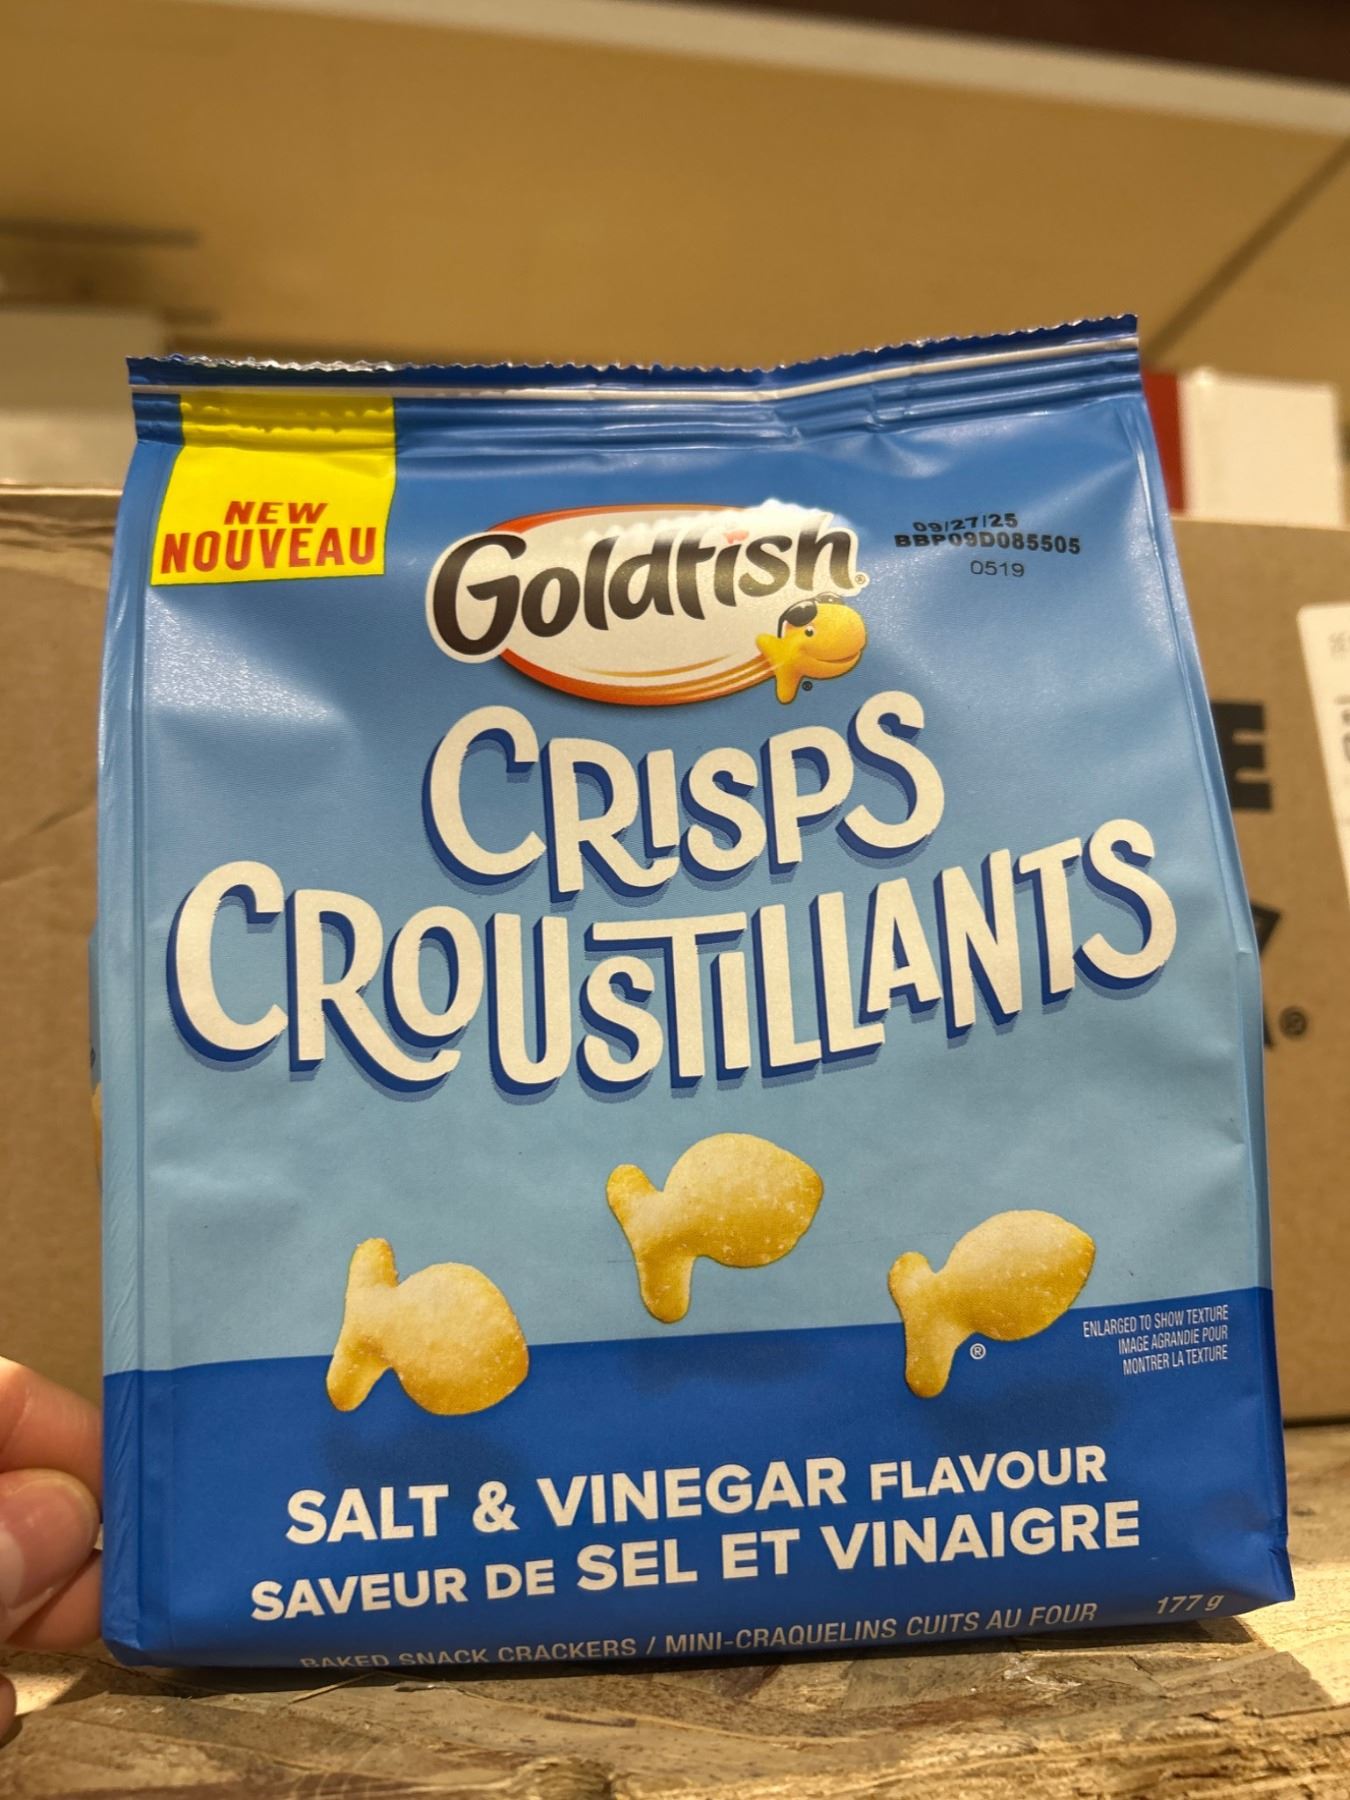 NEW
NOUVEAU
Goldfish®
09/27/25
BBP09D085505
0519
CRISPS
CROUSTILLANTS
ENLARGED TO SHOW TEXTURE
IMAGE AGRANDIE POUR
MONTRER LA TEXTURE
SALT & VINEGAR FLAVOUR
SAVEUR DE SEL ET VINAIGRE
BAKED SNACK CRACKERS / MINI-CRAQUELINS CUITS AU FOUR
177 g